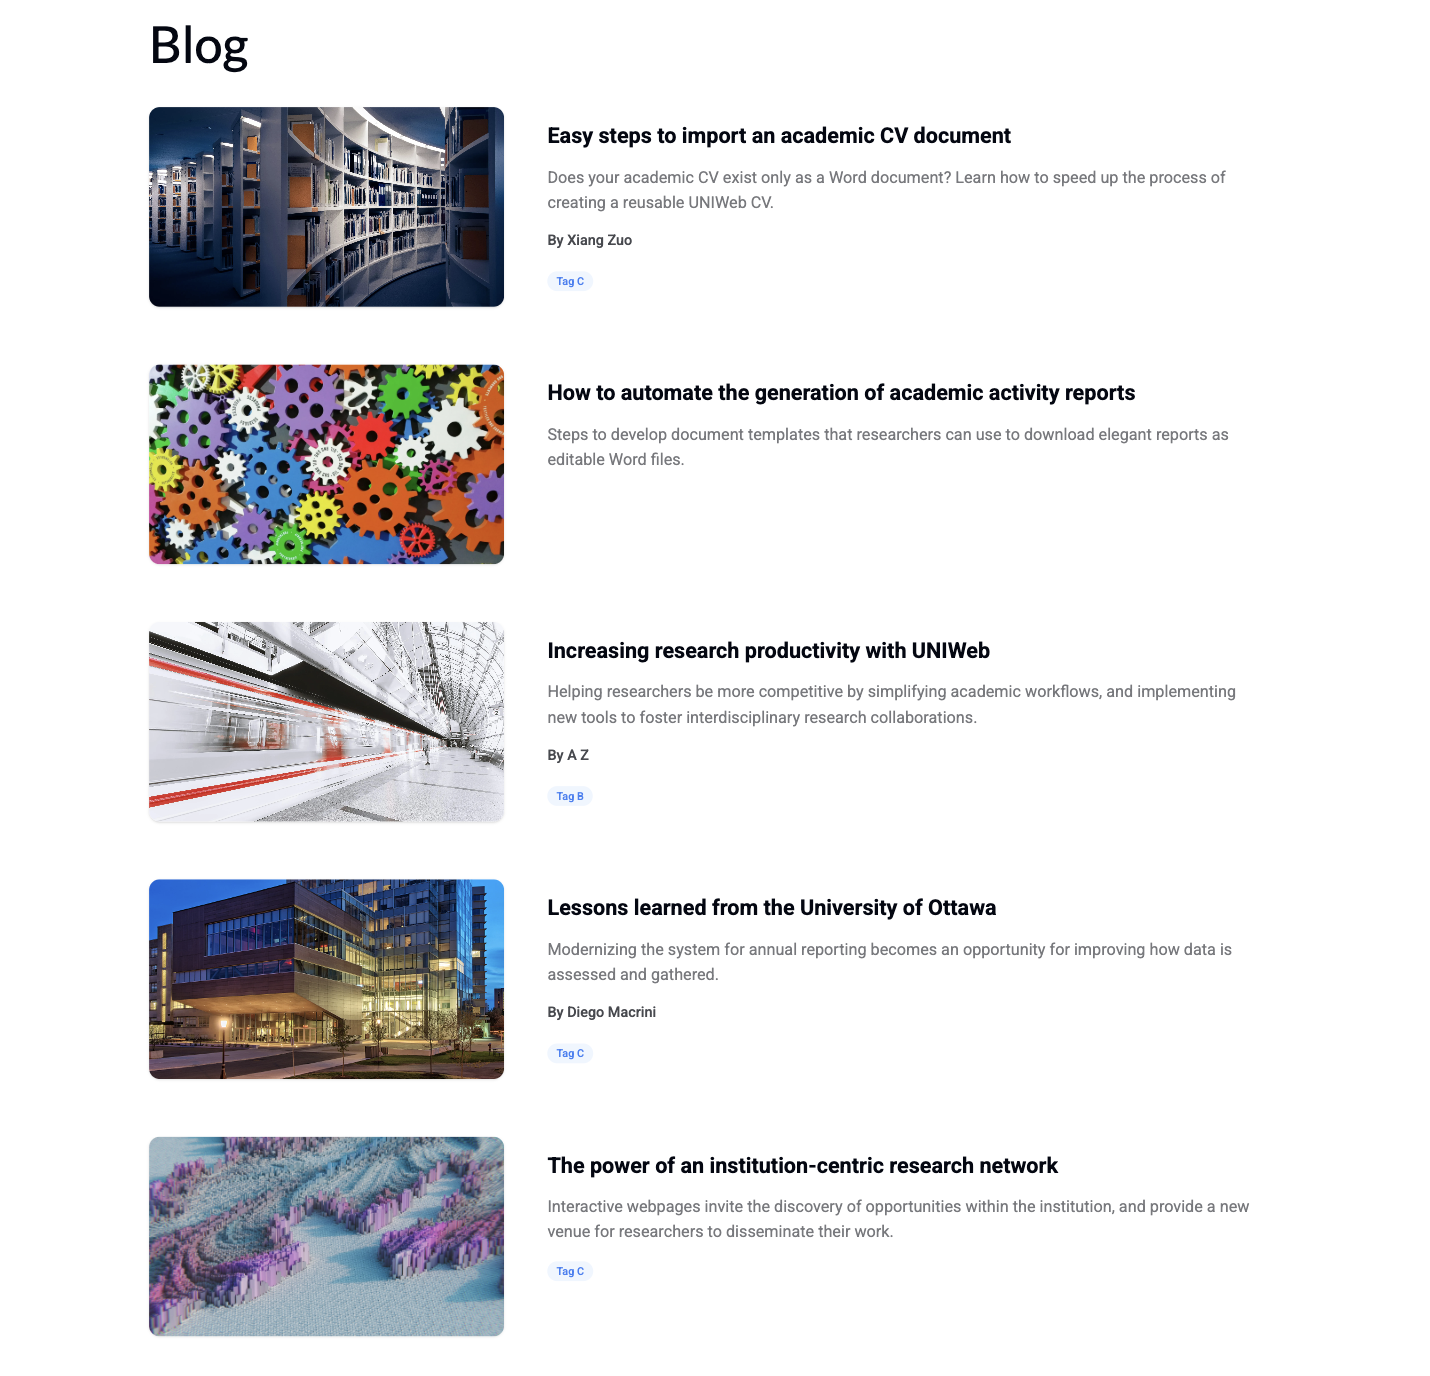 Blog
Easy steps to import an academic CV document
Does your academic CV exist only as a Word document? Learn how to speed up the process of
creating a reusable UNIWeb CV.
By Xiang Zuo
Tag C
How to automate the generation of academic activity reports
Steps to develop document templates that researchers can use to download elegant reports as
editable Word files.
Increasing research productivity with UNIWeb
Helping researchers be more competitive by simplifying academic workflows, and implementing
new tools to foster interdisciplinary research collaborations.
By A Z
Tag B
Lessons learned from the University of Ottawa
Modernizing the system for annual reporting becomes an opportunity for improving how data is
assessed and gathered.
By Diego Macrini
Tag C
The power of an institution-centric research network
Interactive webpages invite the discovery of opportunities within the institution, and provide a new
venue for researchers to disseminate their work.
Tag C